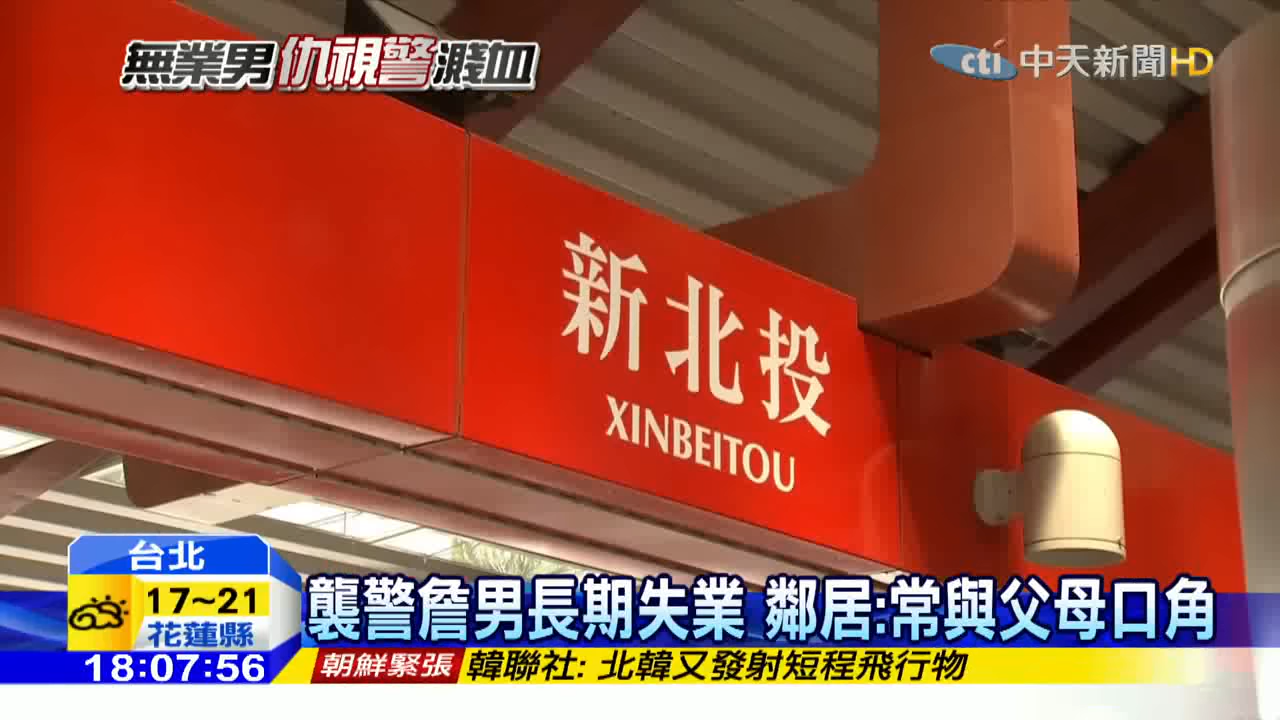 無業男仇視警濺血
cti 中天新聞HD
新北投
XINBEITOU
台北
17~21
花蓮縣
18:07:56
襲警詹男長期失業 鄰居:常與父母口角
朝鮮緊張 韓聯社: 北韓又發射短程飛行物